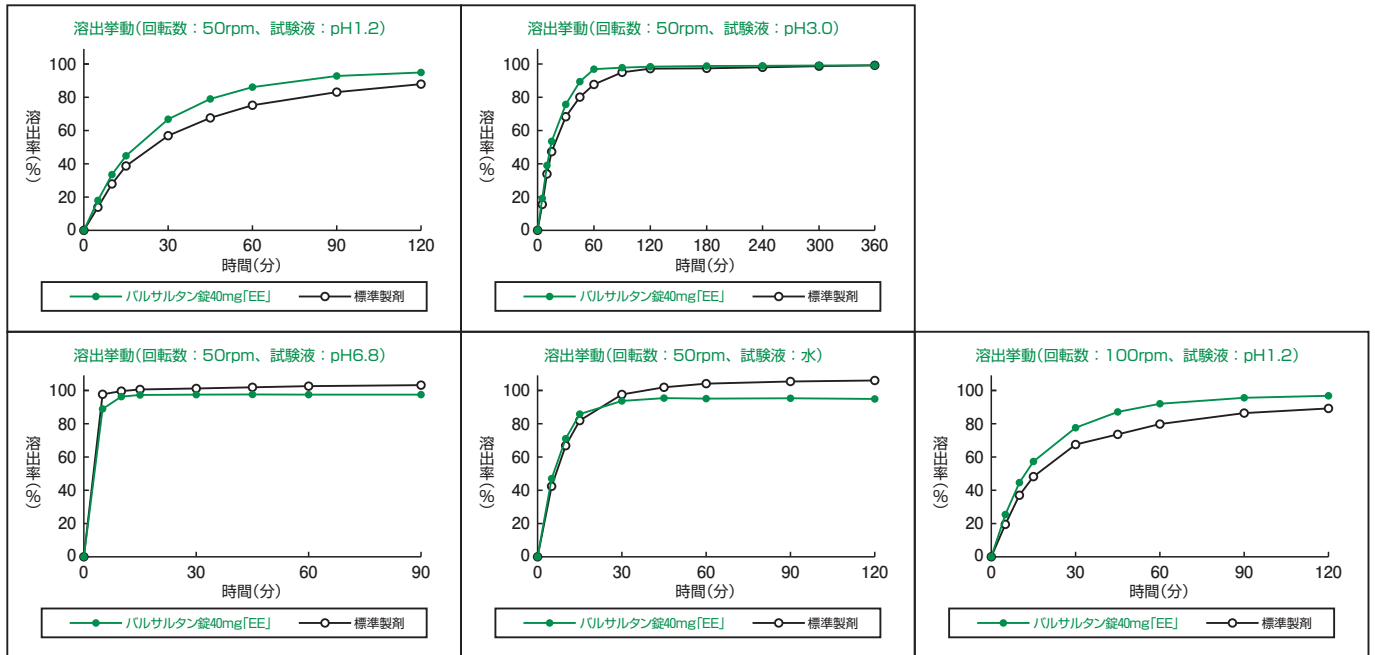 溶出挙動(回転数：50rpm、試験液：pH1.2)
100
80
60
40
20
0
溶出率(%)
0 30 60 90 120
時間(分)
バルサルタン錠40mg「EE」 標準製剤
溶出挙動(回転数：50rpm、試験液：pH3.0)
100
80
60
40
20
0
溶出率(%)
0 60 120 180 240 300 360
時間(分)
バルサルタン錠40mg「EE」 標準製剤
溶出挙動(回転数：50rpm、試験液：pH6.8)
100
80
60
40
20
0
溶出率(%)
0 30 60 90
時間(分)
バルサルタン錠40mg「EE」 標準製剤
溶出挙動(回転数：50rpm、試験液：水)
100
80
60
40
20
0
溶出率(%)
0 30 60 90 120
時間(分)
バルサルタン錠40mg「EE」 標準製剤
溶出挙動(回転数：100rpm、試験液：pH1.2)
100
80
60
40
20
0
溶出率(%)
0 30 60 90 120
時間(分)
バルサルタン錠40mg「EE」 標準製剤